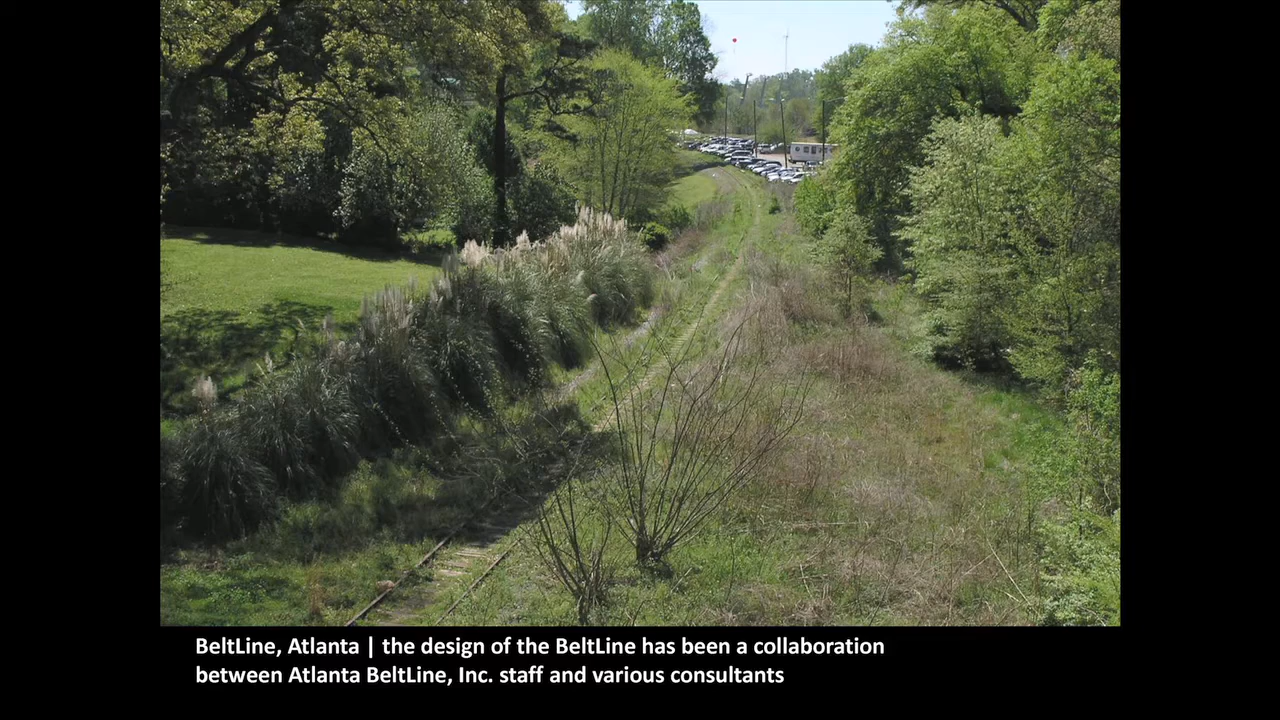 BeltLine, Atlanta | the design of the BeltLine has been a collaboration
between Atlanta BeltLine, Inc. staff and various consultants